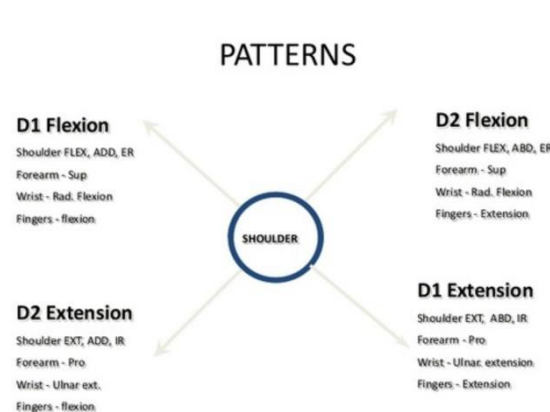 PATTERNS
D1 Flexion
Shoulder FLEX, ADD, ER
Forearm - Sup
Wrist - Rad. Flexion
Fingers - flexion
D2 Flexion
Shoulder FLEX, ABD, ER
Forearm - Sup
Wrist - Rad. Flexion
Fingers - Extension
SHOULDER
D2 Extension
Shoulder EXT, ADD, IR
Forearm - Pro
Wrist - Ulnar ext.
Fingers - flexion
D1 Extension
Shoulder EXT, ABD, IR
Forearm - Pro
Wrist - Ulnar. extension
Fingers - Extension